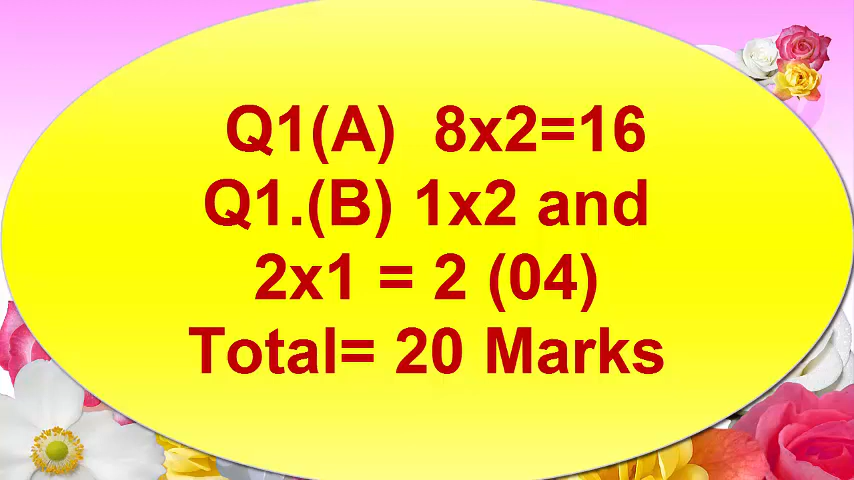 Q1(A)  8x2=16
Q1.(B) 1x2 and
2x1 = 2 (04)
Total= 20 Marks